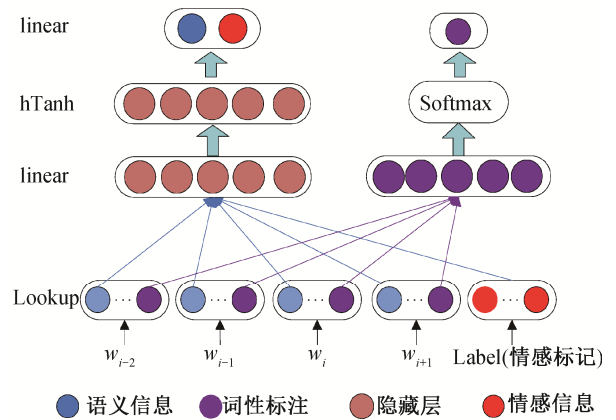 linear
hTanh
Softmax
linear
Lookup
w_{i-2}
w_{i-1}
w_i
w_{i+1}
Label(情感标记)
语义信息 词性标注 隐藏层 情感信息